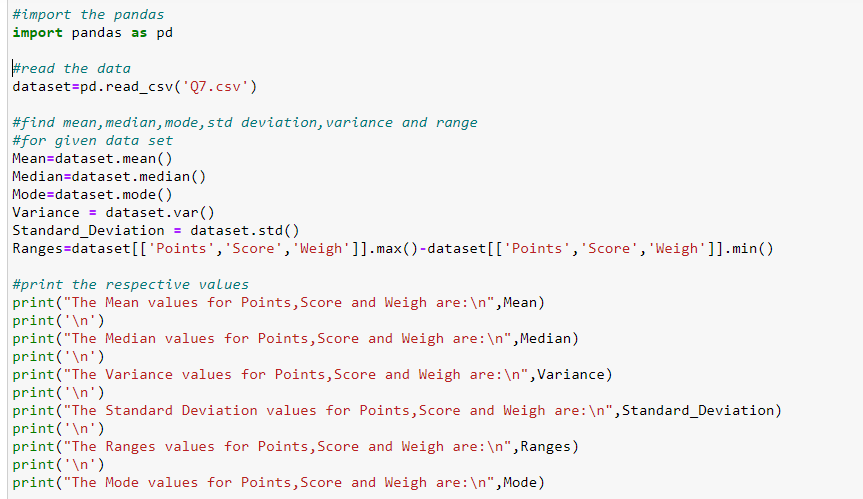 #import the pandas
import pandas as pd
#read the data
dataset=pd.read_csv('Q7.csv')
#find mean,median,mode,std deviation,variance and range
#for given data set
Mean=dataset.mean()
Median=dataset.median()
Mode=dataset.mode()
Variance = dataset.var()
Standard_Deviation = dataset.std()
Ranges=dataset[['Points','Score','Weigh']].max()-dataset[['Points','Score','Weigh']].min()
#print the respective values
print("The Mean values for Points,Score and Weigh are:\n",Mean)
print('\n')
print("The Median values for Points,Score and Weigh are:\n",Median)
print('\n')
print("The Variance values for Points,Score and Weigh are:\n",Variance)
print('\n')
print("The Standard Deviation values for Points,Score and Weigh are:\n",Standard_Deviation)
print('\n')
print("The Ranges values for Points,Score and Weigh are:\n",Ranges)
print('\n')
print("The Mode values for Points,Score and Weigh are:\n",Mode)